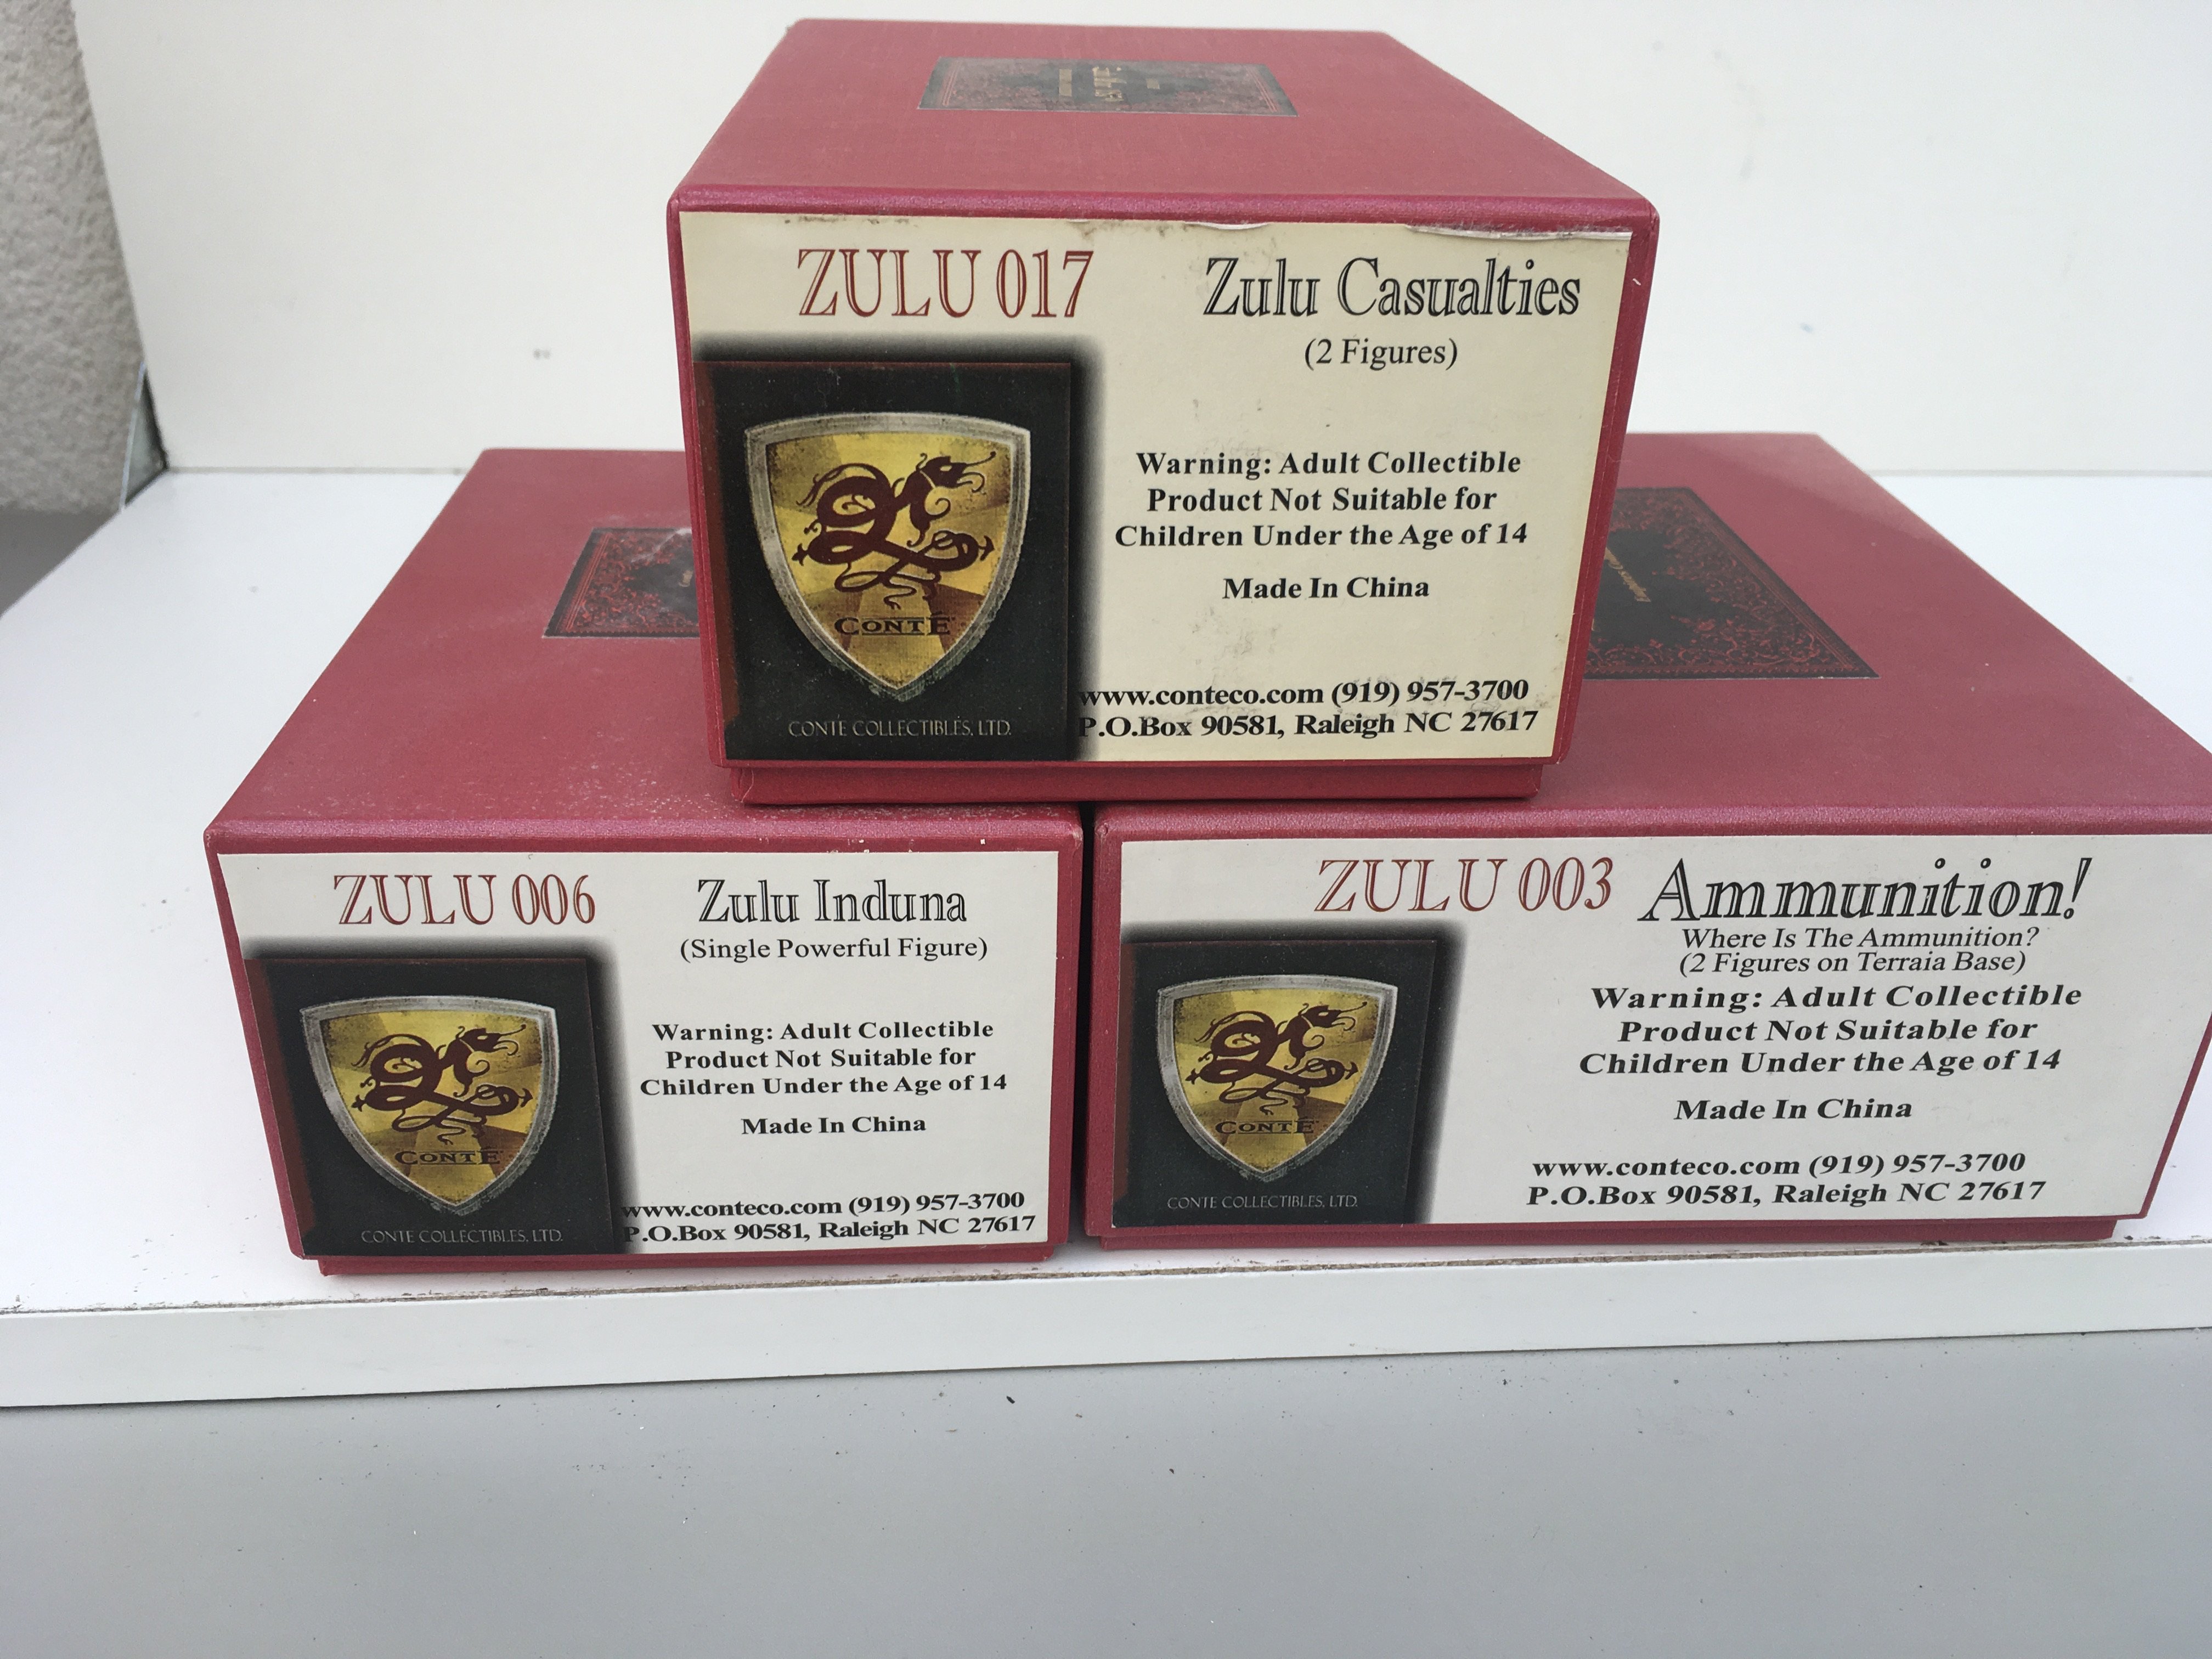 ZULU 017 Zulu Casualties
(2 Figures)
Warning: Adult Collectible
Product Not Suitable for
Children Under the Age of 14
Made In China
CONTE
www.conteco.com (919) 957-3700
P.O.Box 90581, Raleigh NC 27617
CONTE COLLECTIBLES, LTD.
ZULU 006 Zulu Induna
(Single Powerful Figure)
Warning: Adult Collectible
Product Not Suitable for
Children Under the Age of 14
Made In China
CONTE
www.conteco.com (919) 957-3700
P.O.Box 90581, Raleigh NC 27617
CONTE COLLECTIBLES, LTD.
ZULU 003 Ammunition!
Where Is The Ammunition?
(2 Figures on Terraia Base)
Warning: Adult Collectible
Product Not Suitable for
Children Under the Age of 14
Made In China
CONTE
www.conteco.com (919) 957-3700
P.O.Box 90581, Raleigh NC 27617
CONTE COLLECTIBLES, LTD.